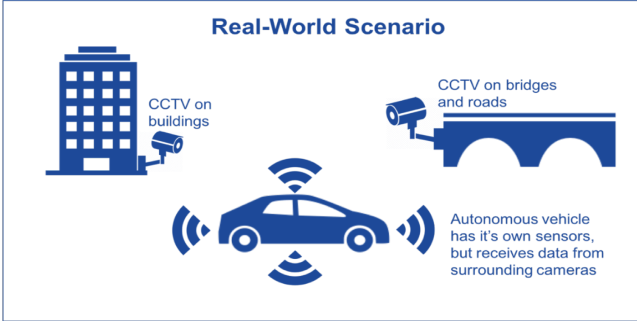 Real-World Scenario
CCTV on
buildings
CCTV on bridges
and roads
Autonomous vehicle
has it's own sensors,
but receives data from
surrounding cameras